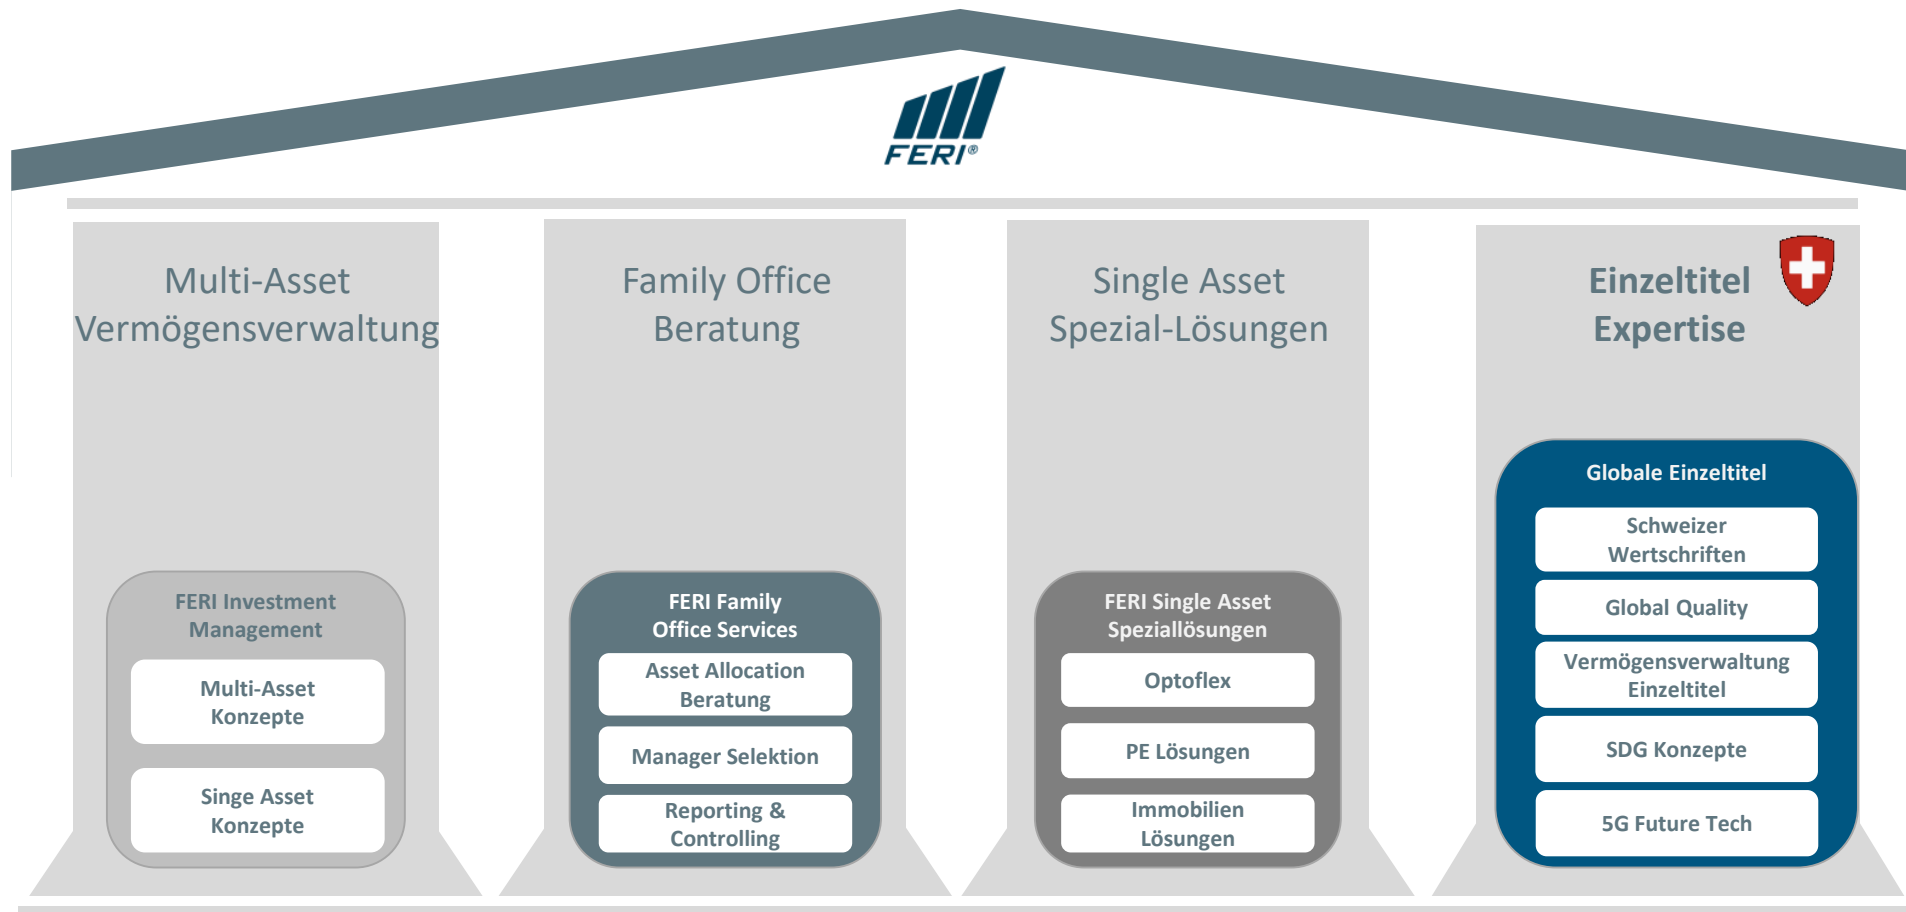 FERI®
Multi-Asset
Vermögensverwaltung
Family Office
Beratung
Single Asset
Spezial-Lösungen
Einzeltitel
Expertise
FERI Investment
Management
Multi-Asset
Konzepte
Singe Asset
Konzepte
FERI Family
Office Services
Asset Allocation
Beratung
Manager Selektion
Reporting &
Controlling
FERI Single Asset
Speziallösungen
Optoflex
PE Lösungen
Immobilien
Lösungen
Globale Einzeltitel
Schweizer
Wertschriften
Global Quality
Vermögensverwaltung
Einzeltitel
SDG Konzepte
5G Future Tech